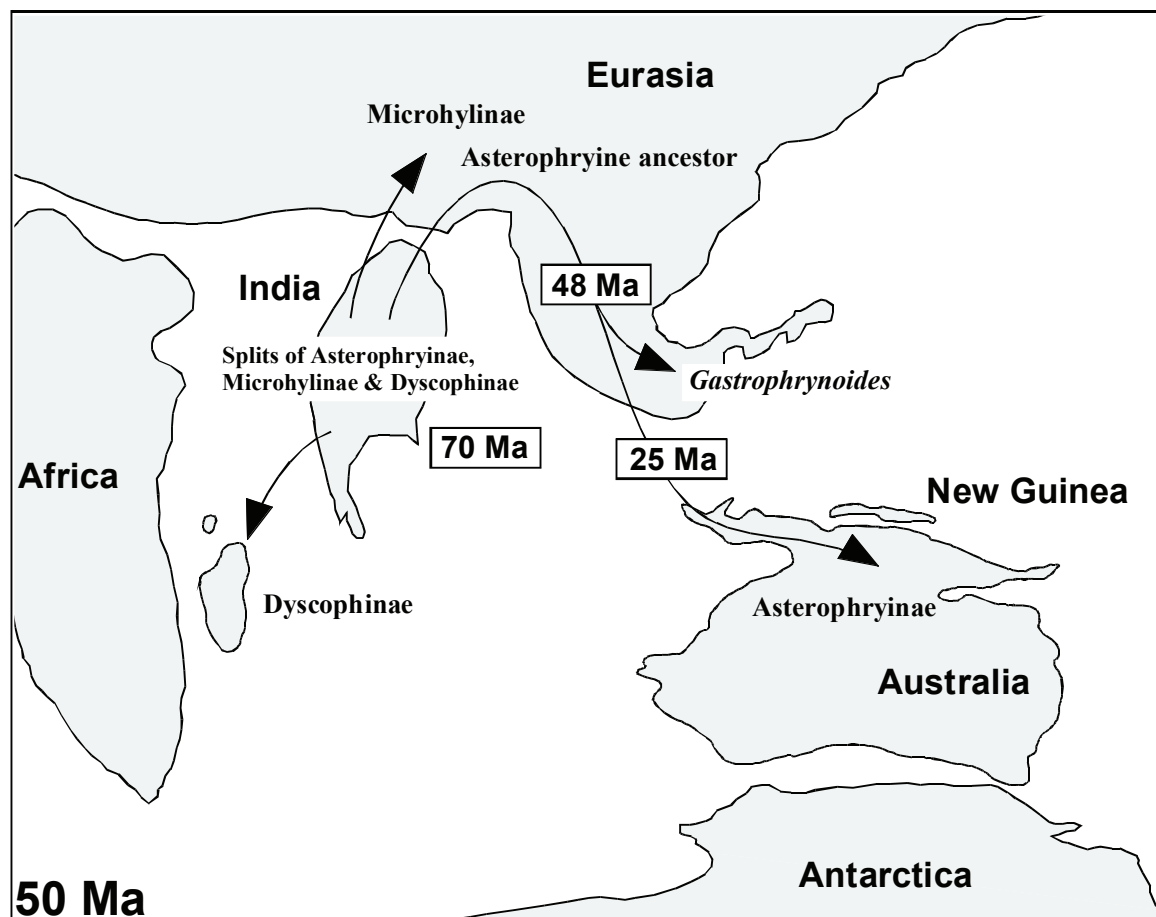 Eurasia
Microhylinae
Asterophryine ancestor
India
48 Ma
Splits of Asterophryinae,
Microhylinae & Dyscophinae
Gastrophrynoides
70 Ma
25 Ma
Africa
New Guinea
Dyscophinae
Asterophryinae
Australia
Antarctica
50 Ma